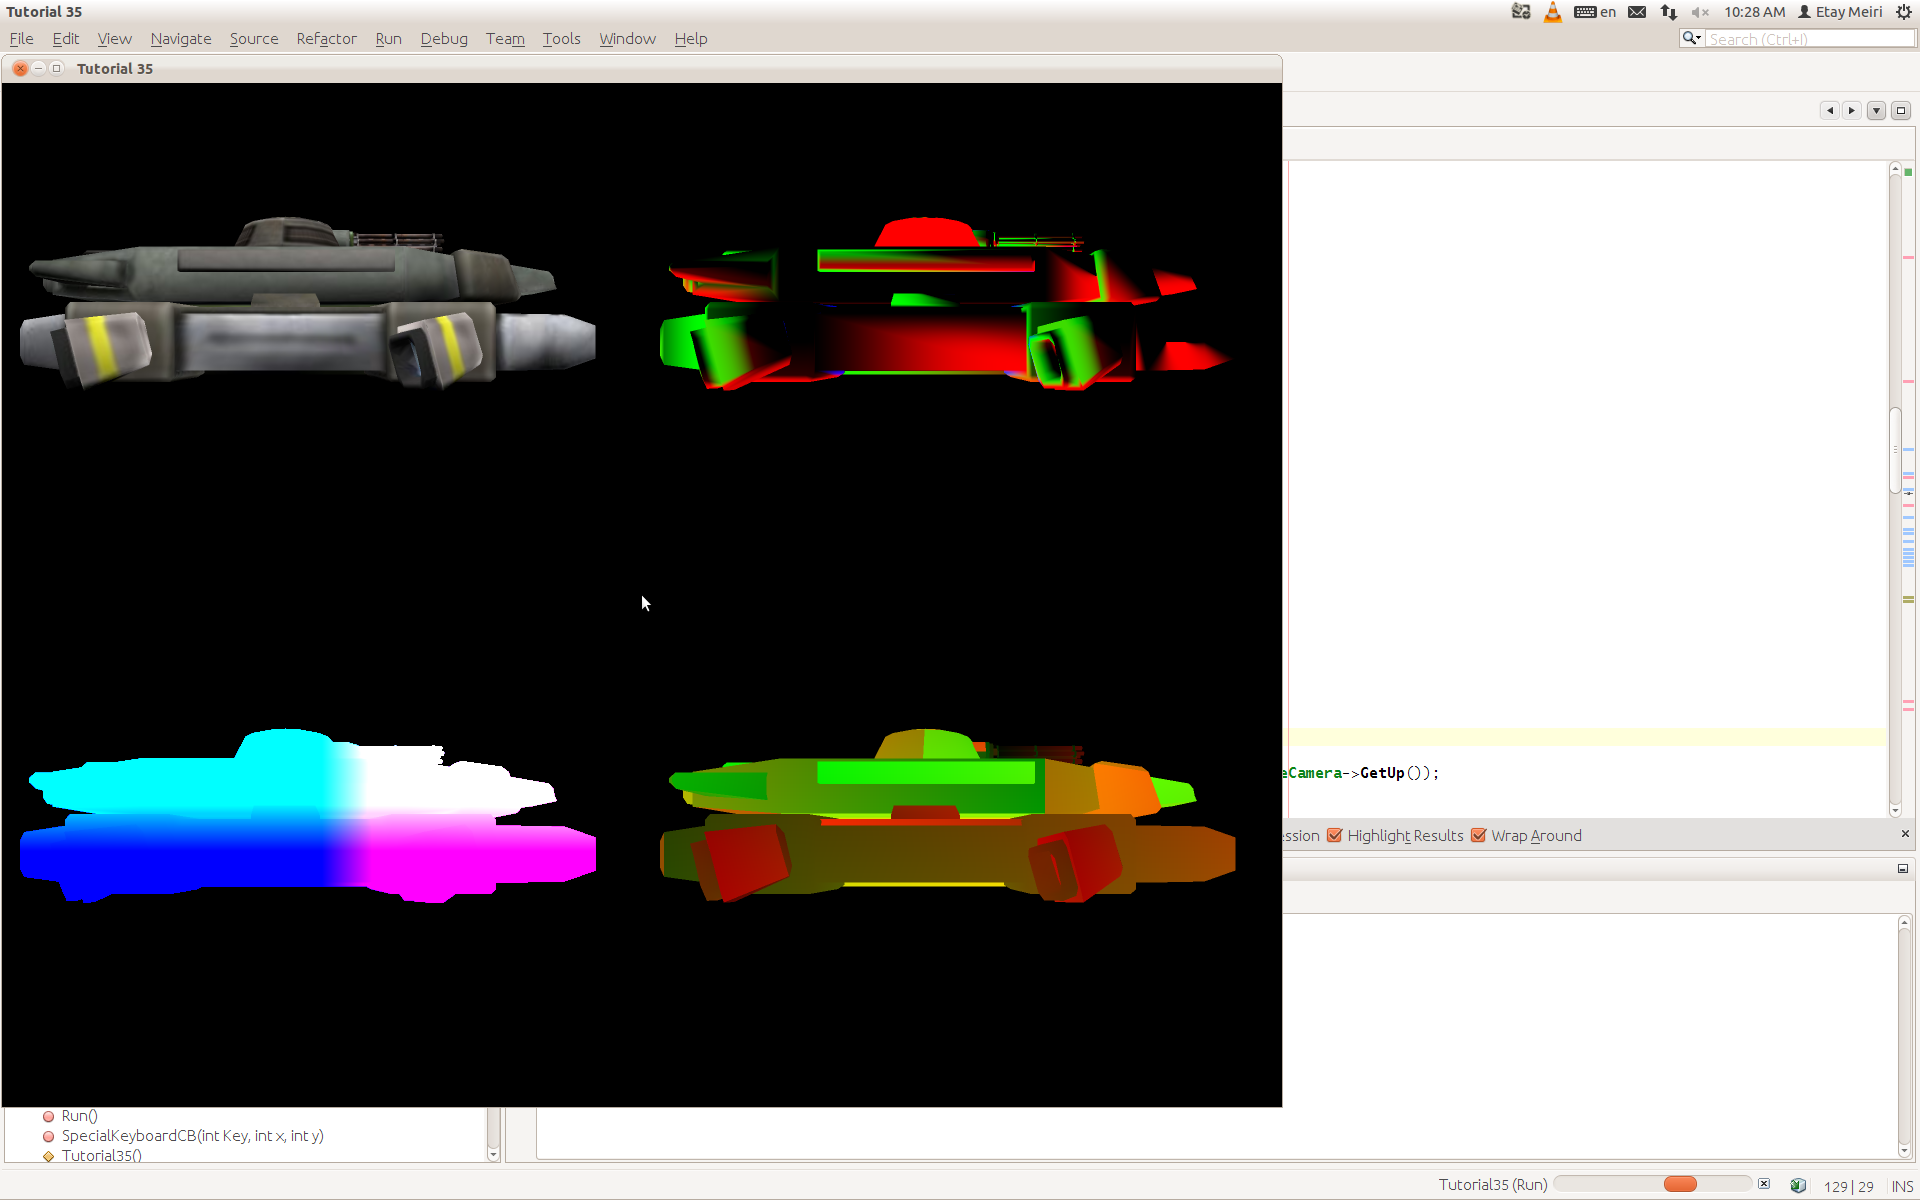 Tutorial 35
en 10:28 AM Etay Meiri
File Edit View Navigate Source Refactor Run Debug Team Tools Window Help
Search (Ctrl+I)
Tutorial 35
Camera->GetUp());
Highlight Results Wrap Around
Run()
SpecialKeyboardCB(int Key, int x, int y)
Tutorial35()
Tutorial35 (Run)
129 | 29 INS